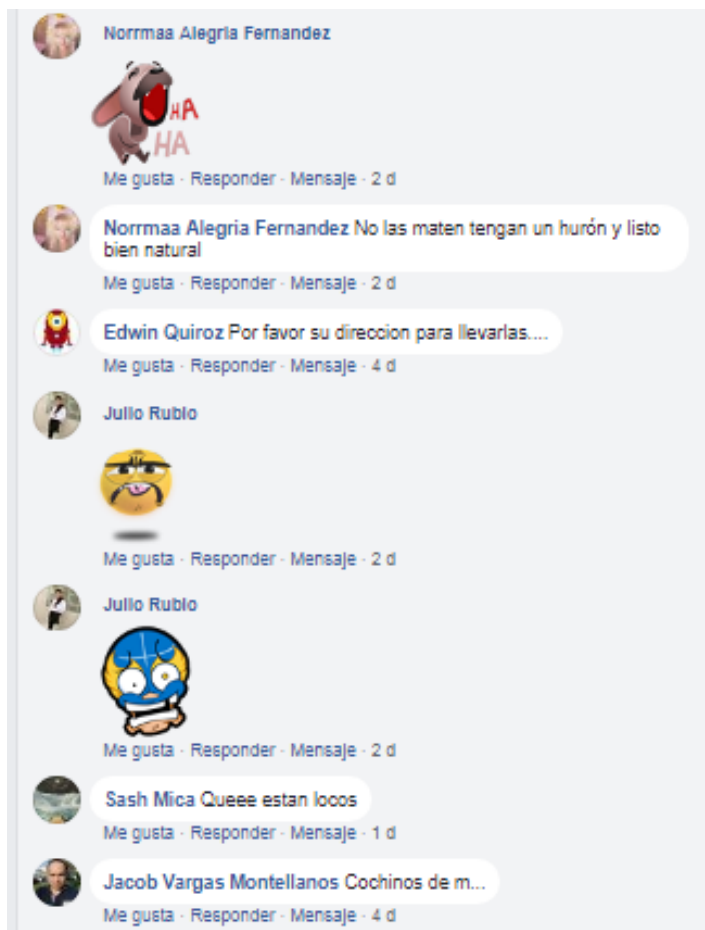 Norrmaa Alegria Fernandez
HA
HA
Me gusta · Responder · Mensaje · 2 d
Norrmaa Alegria Fernandez No las maten tengan un hurón y listo
bien natural
Me gusta · Responder · Mensaje · 2 d
Edwin Quiroz Por favor su direccion para llevarlas....
Me gusta · Responder · Mensaje · 4 d
Julio Rubio
Me gusta · Responder · Mensaje · 2 d
Julio Rubio
Me gusta · Responder · Mensaje · 2 d
Sash Mica Queee estan locos
Me gusta · Responder · Mensaje · 1 d
Jacob Vargas Montellanos Cochinos de m...
Me gusta · Responder · Mensaje · 4 d